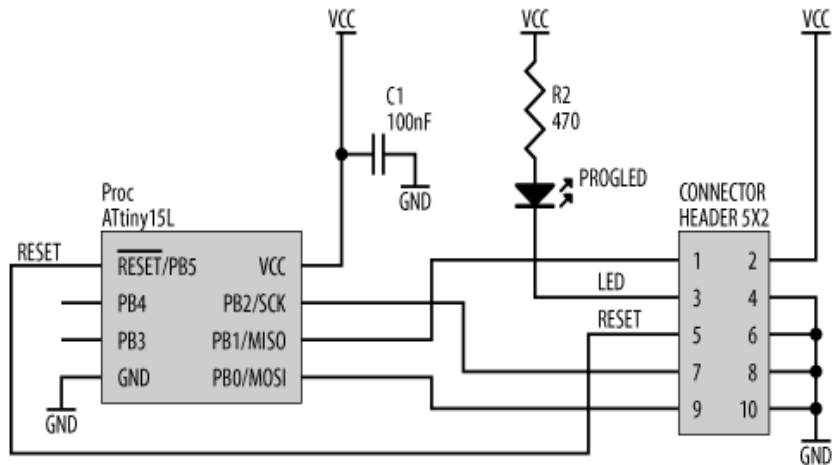 VCC
VCC
VCC
C1
100nF
GND
R2
470
PROGLED
Proc
ATtiny15L
RESET
RESET/PB5
VCC
PB4
PB2/SCK
PB3
PB1/MISO
GND
PB0/MOSI
GND
CONNECTOR
HEADER 5X2
LED
RESET
1
2
3
4
5
6
7
8
9
10
GND